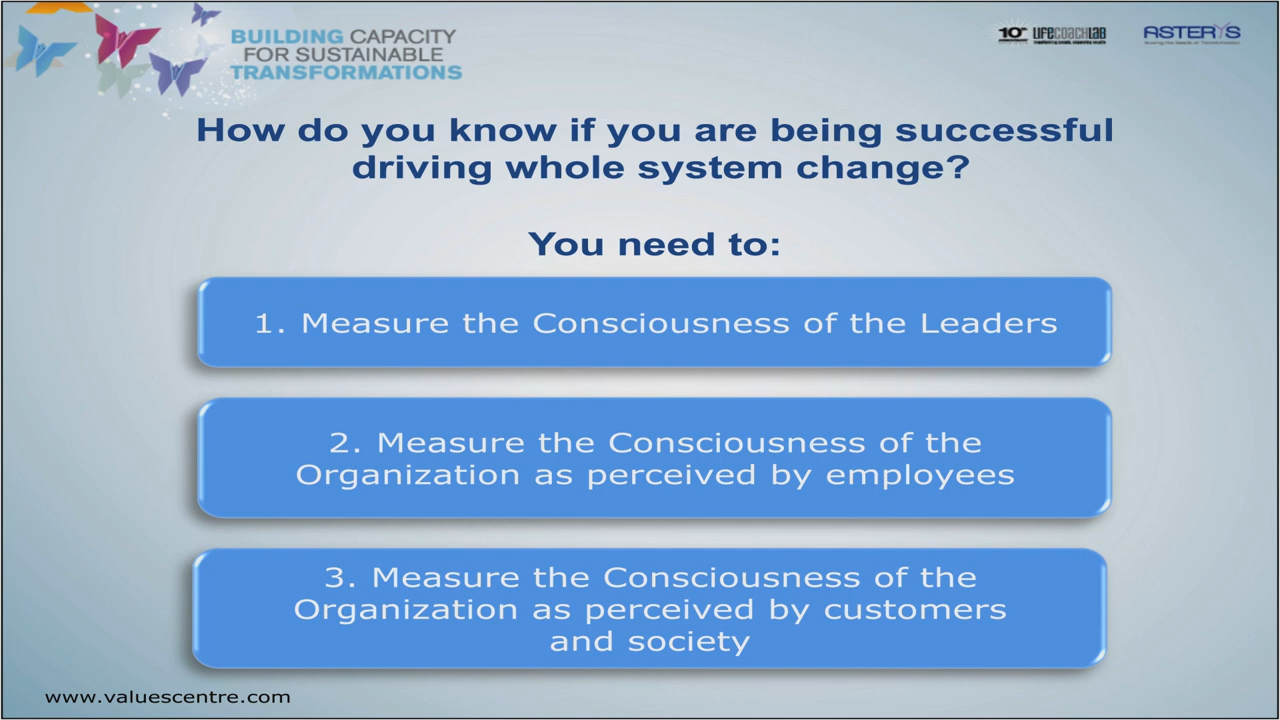 BUILDING CAPACITY
FOR SUSTAINABLE
TRANSFORMATIONS
10 LIFECOACHLAB
ASTERYS
How do you know if you are being successful
driving whole system change?
You need to:
1. Measure the Consciousness of the Leaders
2. Measure the Consciousness of the
Organization as perceived by employees
3. Measure the Consciousness of the
Organization as perceived by customers
and society
www.valuescentre.com